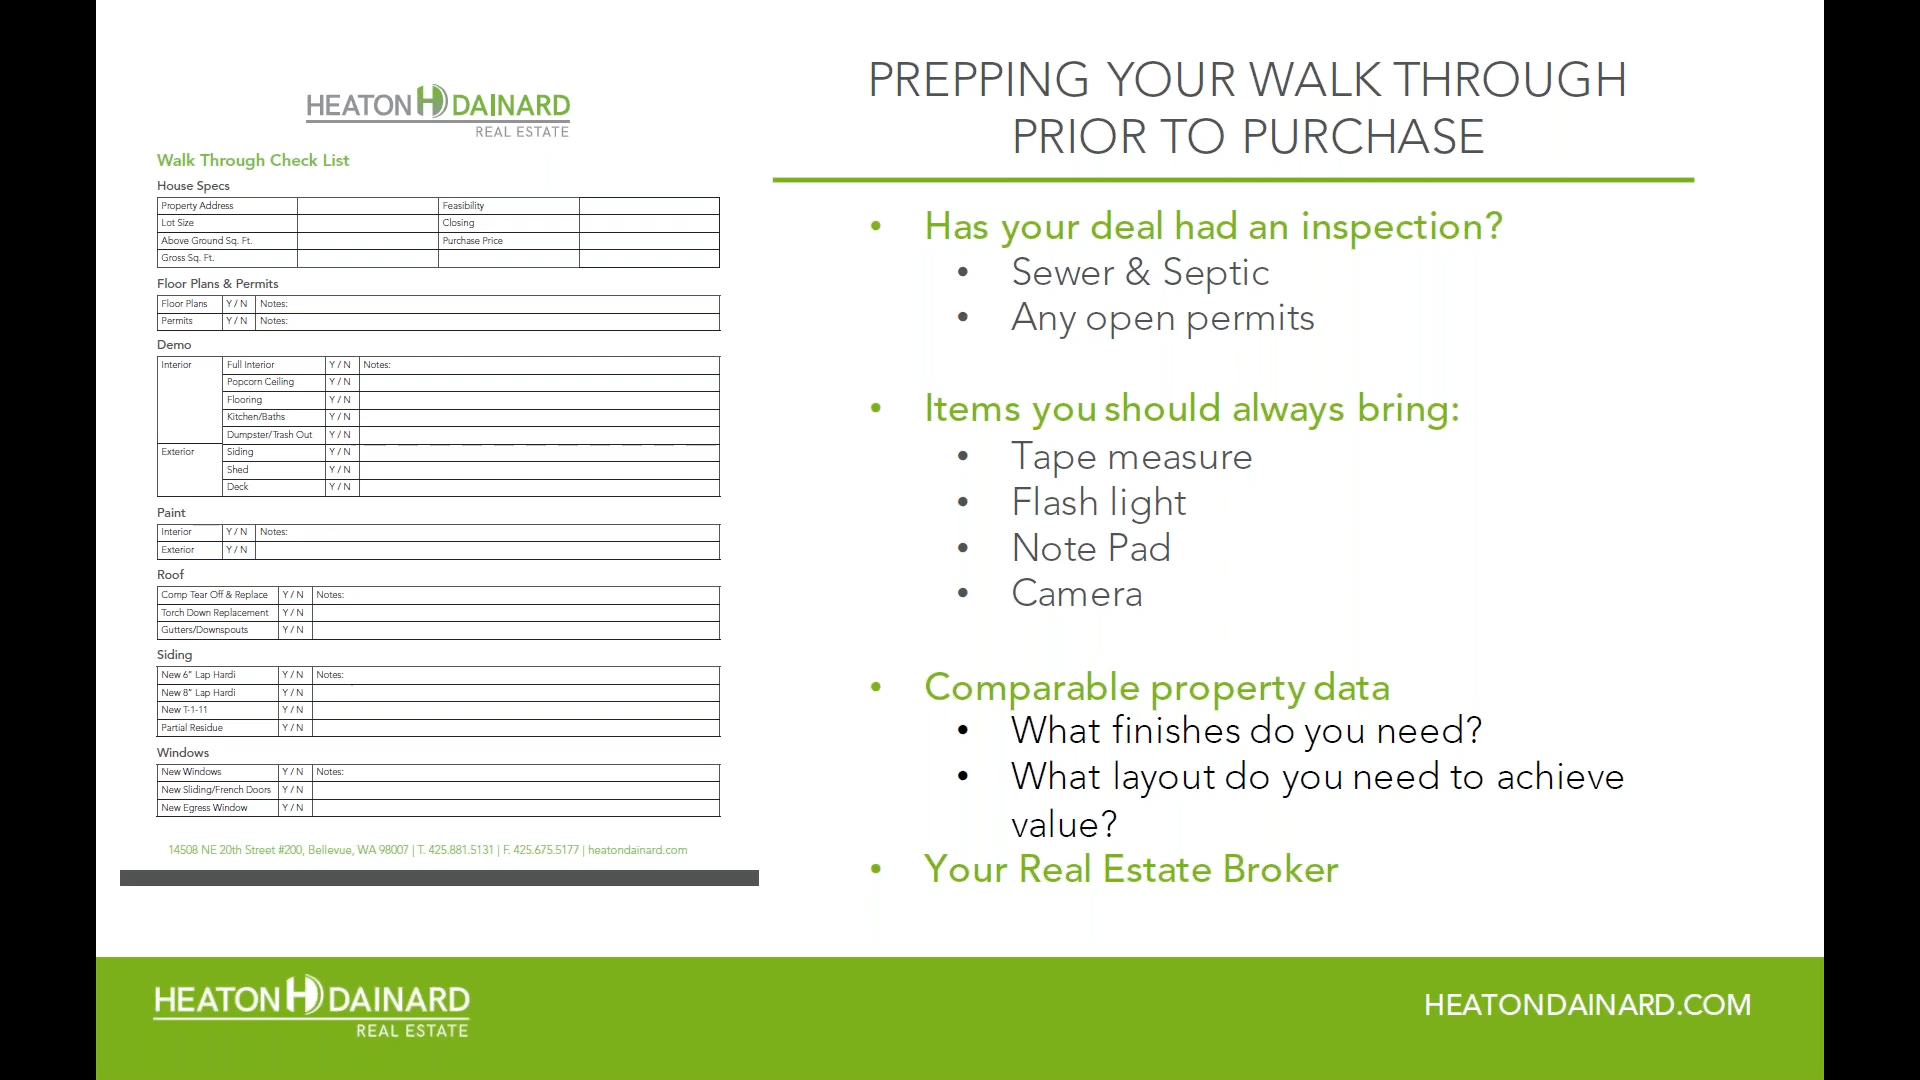 HEATON DAINARD
REAL ESTATE
Walk Through Check List
House Specs
Property Address Feasibility
Lot Size Closing
Above Ground Sq. Ft. Purchase Price
Gross Sq. Ft.
Floor Plans & Permits
Floor Plans Y / N Notes:
Permits Y / N Notes:
Demo
Interior Full Interior Y / N Notes:
Popcorn Ceiling Y / N
Flooring Y / N
Kitchen/Baths Y / N
Dumpster/Trash Out Y / N
Exterior Siding Y / N
Shed Y / N
Deck Y / N
Paint
Interior Y / N Notes:
Exterior Y / N
Roof
Comp Tear Off & Replace Y / N Notes:
Torch Down Replacement Y / N
Gutters/Downspouts Y / N
Siding
New 6" Lap Hardi Y / N Notes:
New 8" Lap Hardi Y / N
New T-1-11 Y / N
Partial Residue Y / N
Windows
New Windows Y / N Notes:
New Sliding/French Doors Y / N
New Egress Window Y / N
14508 NE 20th Street #200, Bellevue, WA 98007 | T. 425.881.5131 | F. 425.675.5177 | heatondainard.com
PREPPING YOUR WALK THROUGH
PRIOR TO PURCHASE
• Has your deal had an inspection?
• Sewer & Septic
• Any open permits
• Items you should always bring:
• Tape measure
• Flash light
• Note Pad
• Camera
• Comparable property data
• What finishes do you need?
• What layout do you need to achieve
value?
• Your Real Estate Broker
HEATON DAINARD
REAL ESTATE
HEATONDAINARD.COM